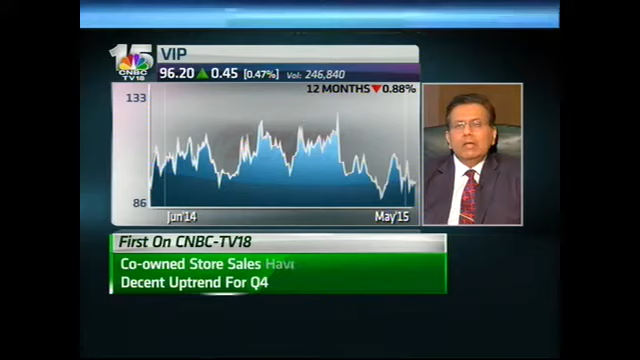 15
CNBC
TV18
VIP
96.20 ▲ 0.45 [0.47%] Vol: 246,840
12 MONTHS ▼0.88%
133
86
Jun'14 May'15
First On CNBC-TV18
Co-owned Store Sales Have
Decent Uptrend For Q4